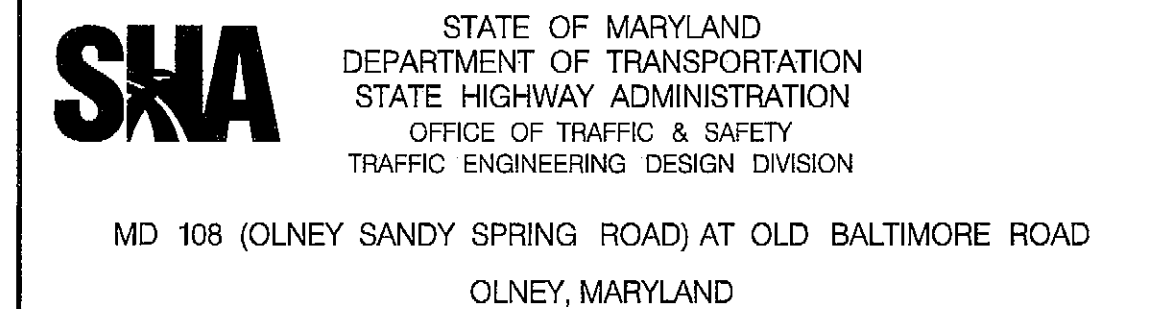 SHA
STATE OF MARYLAND
DEPARTMENT OF TRANSPORTATION
STATE HIGHWAY ADMINISTRATION
OFFICE OF TRAFFIC & SAFETY
TRAFFIC ENGINEERING DESIGN DIVISION
MD 108 (OLNEY SANDY SPRING ROAD) AT OLD BALTIMORE ROAD
OLNEY, MARYLAND